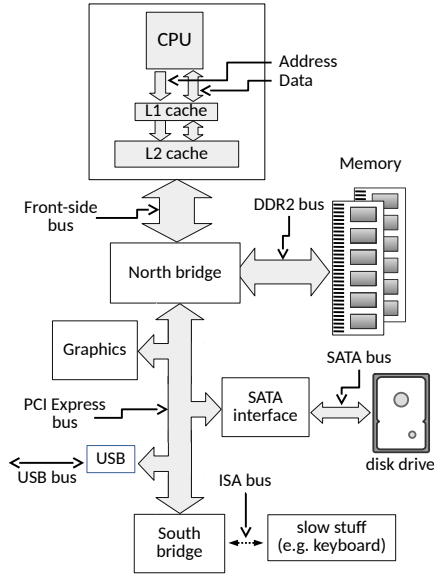 CPU
Address
Data
L1 cache
L2 cache
Memory
Front-side
bus
DDR2 bus
North bridge
Graphics
SATA bus
PCI Express
bus
SATA
interface
USB
USB bus
disk drive
ISA bus
South
bridge
slow stuff
(e.g. keyboard)